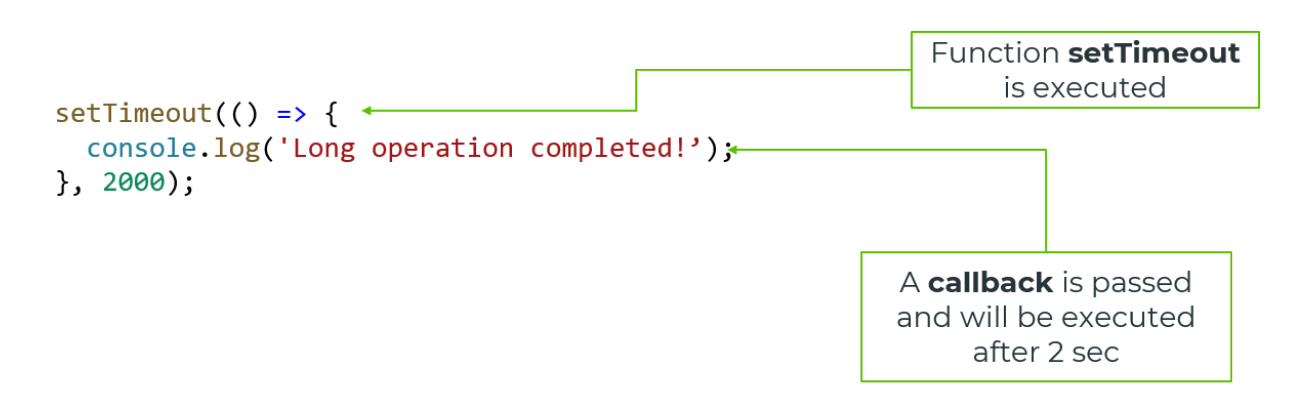 Function setTimeout
is executed
setTimeout(() => {
  console.log('Long operation completed!’);
}, 2000);
A callback is passed
and will be executed
after 2 sec